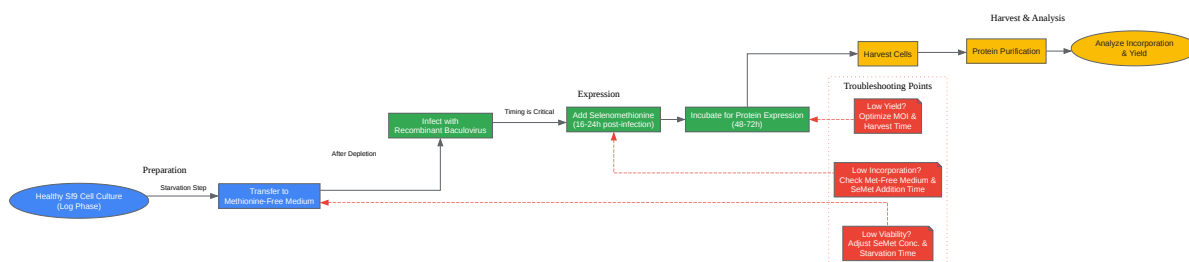 Harvest & Analysis
Harvest Cells
Protein Purification
Analyze Incorporation
& Yield
Troubleshooting Points
Expression
Low Yield?
Optimize MOI &
Harvest Time
Timing is Critical
Add Selenomethionine
(16-24h post-infection)
Incubate for Protein Expression
(48-72h)
Infect with
Recombinant Baculovirus
After Depletion
Preparation
Low Incorporation?
Check Met-Free Medium &
SeMet Addition Time
Starvation Step
Healthy Sf9 Cell Culture
(Log Phase)
Transfer to
Methionine-Free Medium
Low Viability?
Adjust SeMet Conc. &
Starvation Time